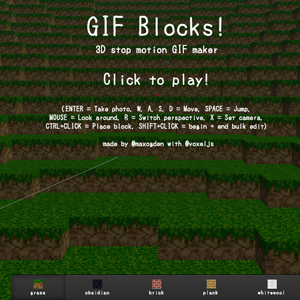 GIF Blocks!
3D stop motion GIF maker
Click to play!
(ENTER = Take photo, W, A, S, D = Move, SPACE = Jump,
MOUSE = Look around, R = Switch perspective, X = Set camera,
CTRL+CLICK = Place block, SHIFT+CLICK = begin + end bulk edit)
made by @maxogden with @voxeljs
grass obsidian brick plank whitewool